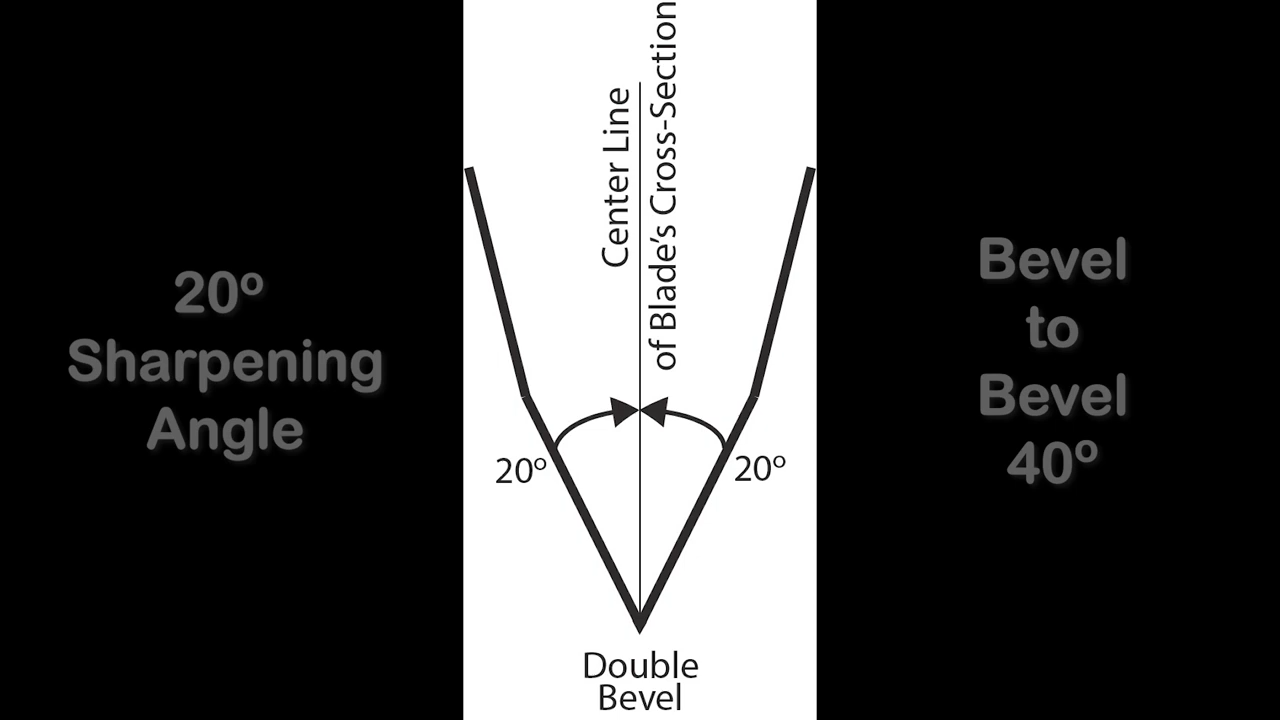 20º
Sharpening
Angle
Center Line
of Blade's Cross-Section
20º
20º
Double
Bevel
Bevel
to
Bevel
40º